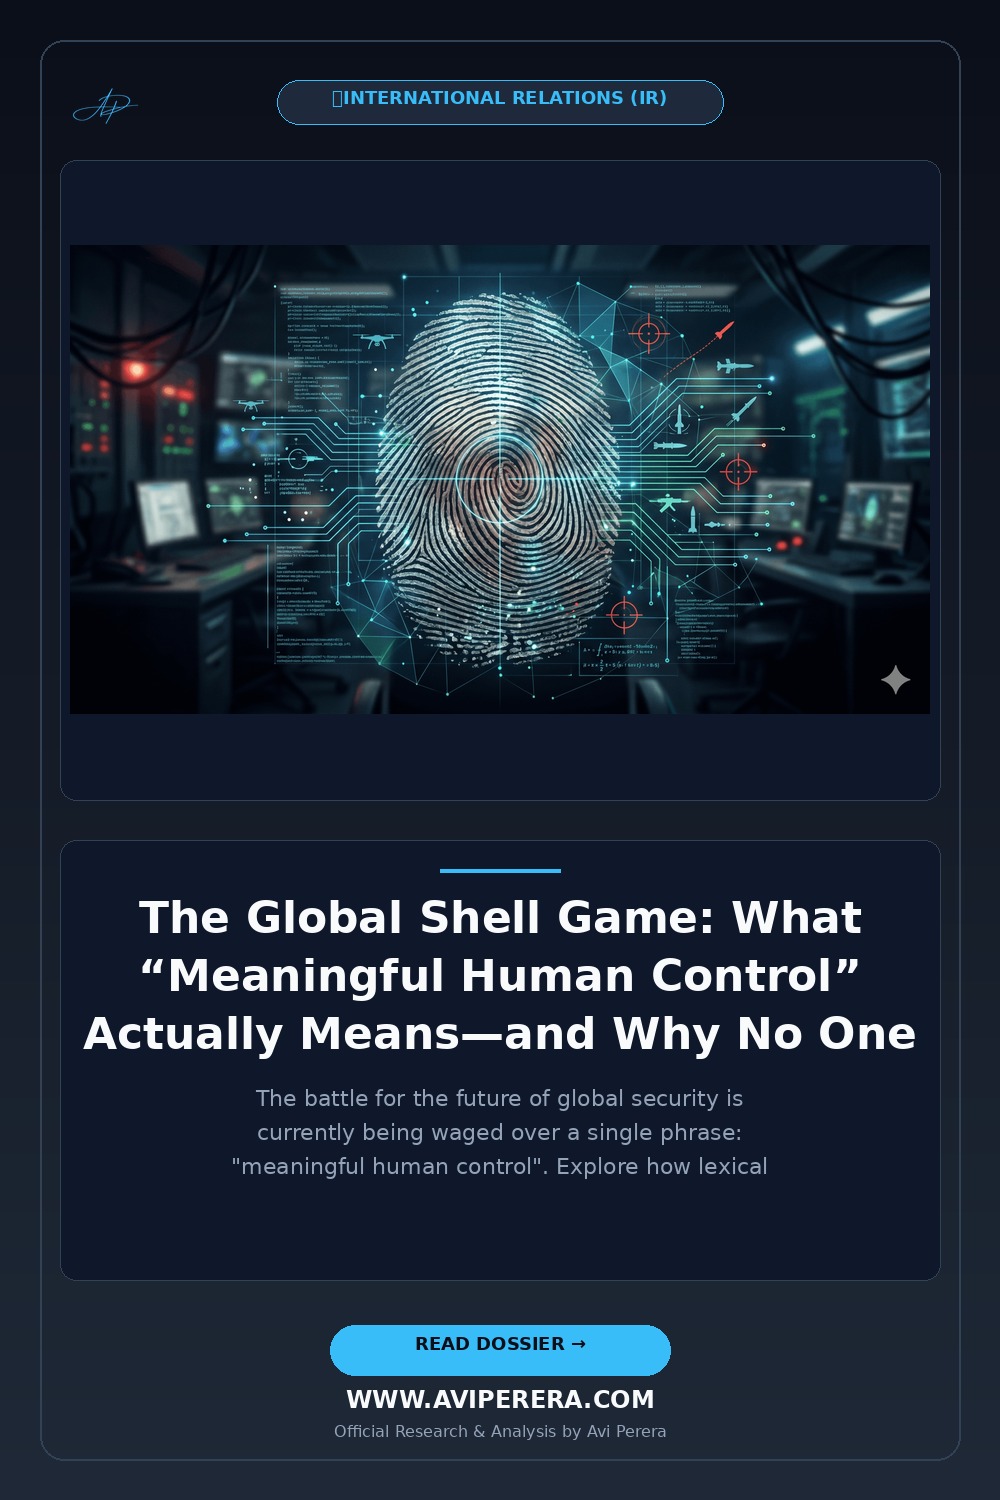 INTERNATIONAL RELATIONS (IR)
The Global Shell Game: What
“Meaningful Human Control”
Actually Means—and Why No One
The battle for the future of global security is
currently being waged over a single phrase:
"meaningful human control". Explore how lexical
READ DOSSIER →
WWW.AVIPERERA.COM
Official Research & Analysis by Avi Perera